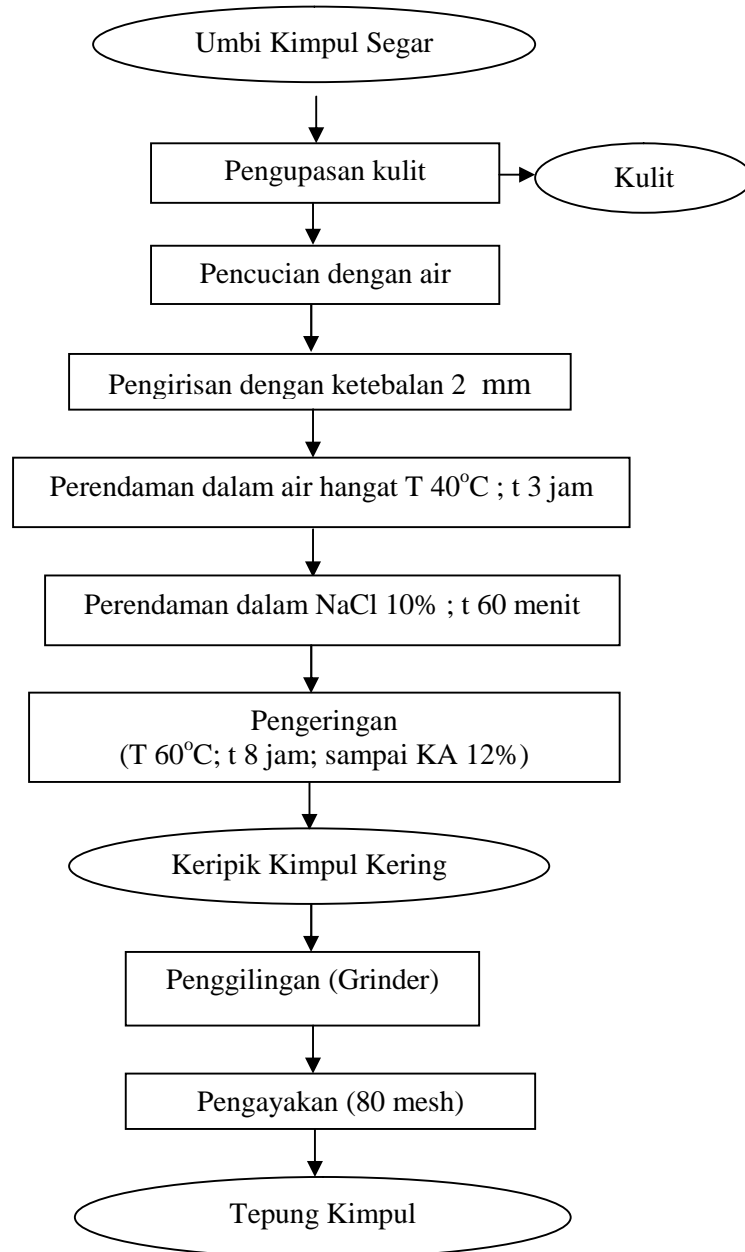 Umbi Kimpul Segar
Pengupasan kulit
Kulit
Pencucian dengan air
Pengirisan dengan ketebalan 2 mm
Perendaman dalam air hangat T 40°C ; t 3 jam
Perendaman dalam NaCl 10% ; t 60 menit
Pengeringan
(T 60°C; t 8 jam; sampai KA 12%)
Keripik Kimpul Kering
Penggilingan (Grinder)
Pengayakan (80 mesh)
Tepung Kimpul